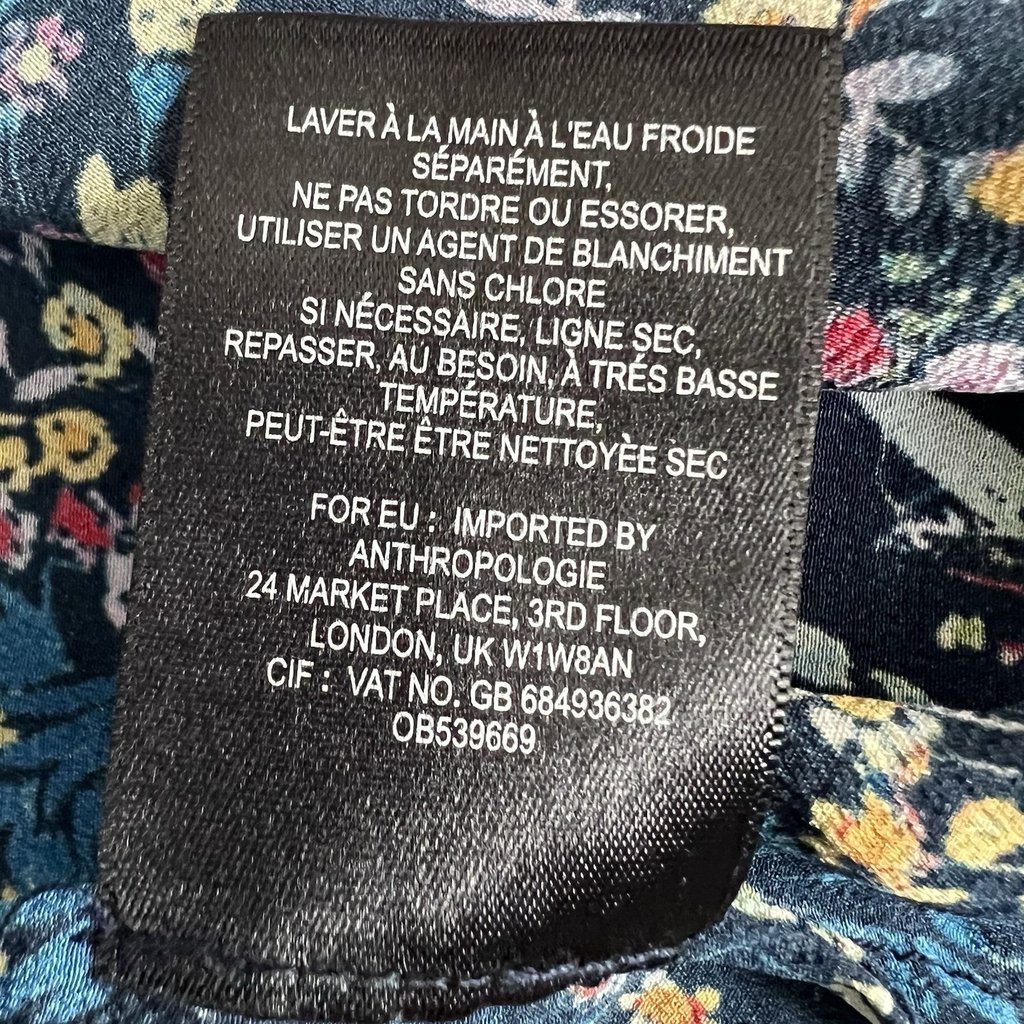 LAVER À LA MAIN À L'EAU FROIDE
SÉPARÉMENT,
NE PAS TORDRE OU ESSORER,
UTILISER UN AGENT DE BLANCHIMENT
SANS CHLORE
SI NÉCESSAIRE, LIGNE SEC,
REPASSER, AU BESOIN, À TRÉS BASSE
TEMPÉRATURE,
PEUT-ÊTRE ÊTRE NETTOYÈE SEC
FOR EU : IMPORTED BY
ANTHROPOLOGIE
24 MARKET PLACE, 3RD FLOOR,
LONDON, UK W1W8AN
CIF : VAT NO. GB 684936382
OB539669